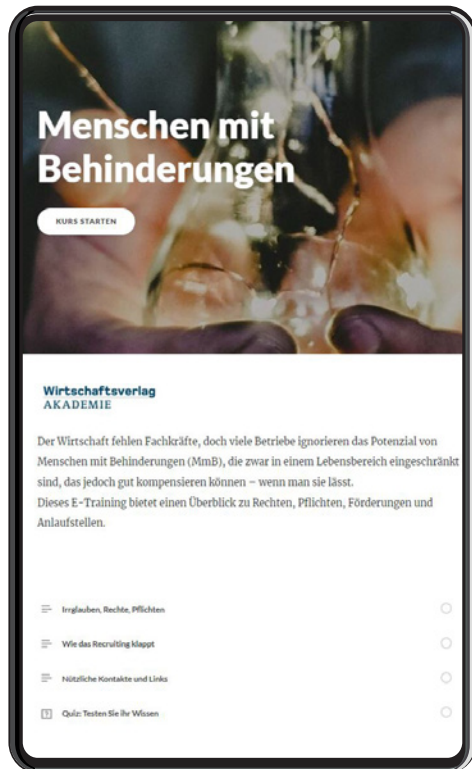 Menschen mit
Behinderungen
KURS STARTEN
Wirtschaftsverlag
AKADEMIE
Der Wirtschaft fehlen Fachkräfte, doch viele Betriebe ignorieren das Potenzial von
Menschen mit Behinderungen (MmB), die zwar in einem Lebensbereich eingeschränkt
sind, das jedoch gut kompensieren können – wenn man sie lässt.
Dieses E-Training bietet einen Überblick zu Rechten, Pflichten, Förderungen und
Anlaufstellen.
Irrglauben, Rechte, Pflichten
Wie das Recruiting klappt
Nützliche Kontakte und Links
Quiz: Testen Sie ihr Wissen